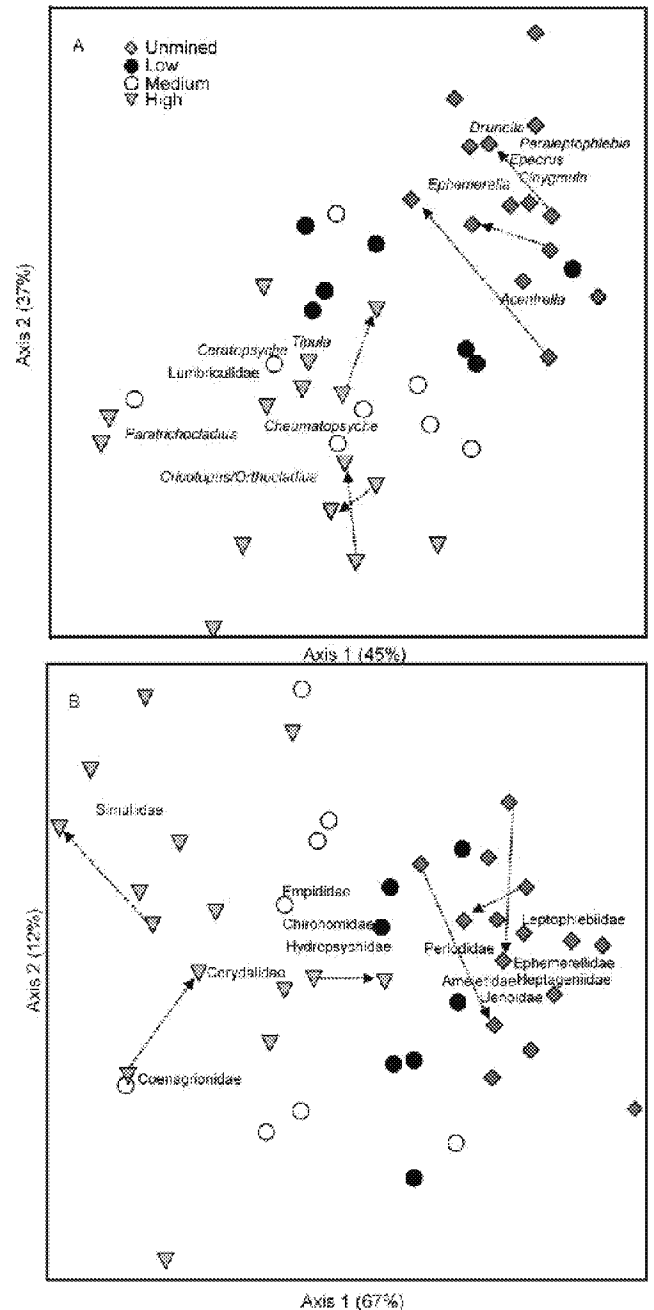 A
Unmined
Low
Medium
High
Drunella
Paraleptophlebia
Epeorus
Cinygmula
Ephemerella
Acentrella
Ceratopsyche
Tipula
Lumbriculidae
Cheumatopsyche
Paratrichocladius
Cricotopus/Orthocladius
Axis 2 (37%)
Axis 1 (45%)
B
Simuliidae
Empididae
Chironomidae
Hydropsychidae
Corydalidae
Coenagrionidae
Leptophlebiidae
Perlodidae
Ephemerellidae
Ameletidae
Heptageniidae
Uenoidae
Axis 2 (12%)
Axis 1 (67%)